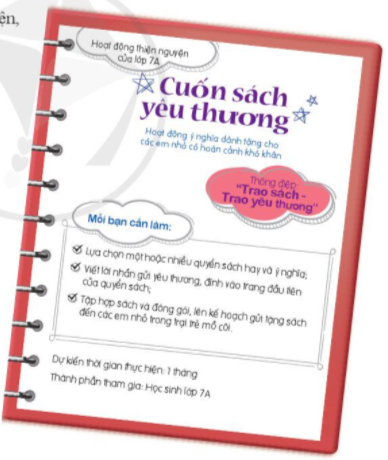 ện,
Hoạt động thiện nguyện
của lớp 7A
Cuốn sách
yêu thương
Hoạt động ý nghĩa dành tặng cho
các em nhỏ có hoàn cảnh khó khăn
Thông điệp
"Trao sách -
Trao yêu thương"
Mỗi bạn cần làm:
Lựa chọn một hoặc nhiều quyển sách hay và ý nghĩa;
Viết lời nhắn gửi yêu thương, đính vào trang đầu tiên
của quyển sách;
Tập hợp sách và đóng gói, lên kế hoạch gửi tặng sách
đến các em nhỏ trong trại trẻ mồ côi.
Dự kiến thời gian thực hiện: 1 tháng
Thành phần tham gia: Học sinh lớp 7A